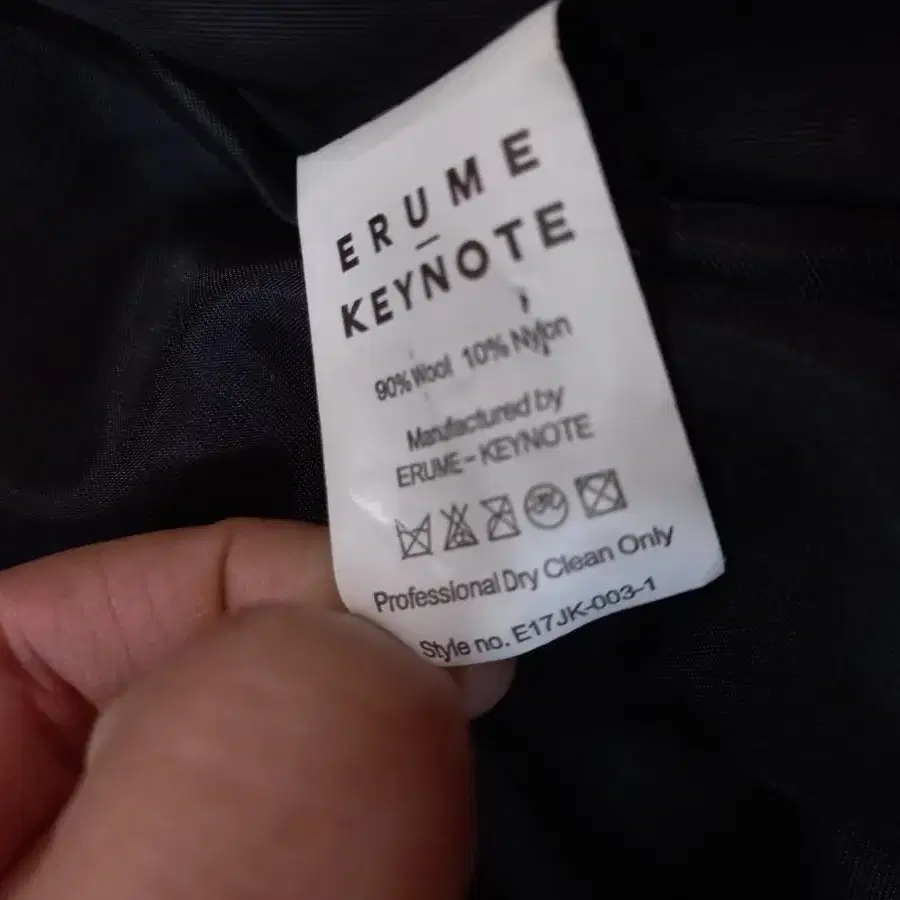 ERUME
KEYNOTE
90% Wool 10% Nylon
Manufactured by
ERUME-KEYNOTE
Professional Dry Clean Only
Style no. E17JK-003-1